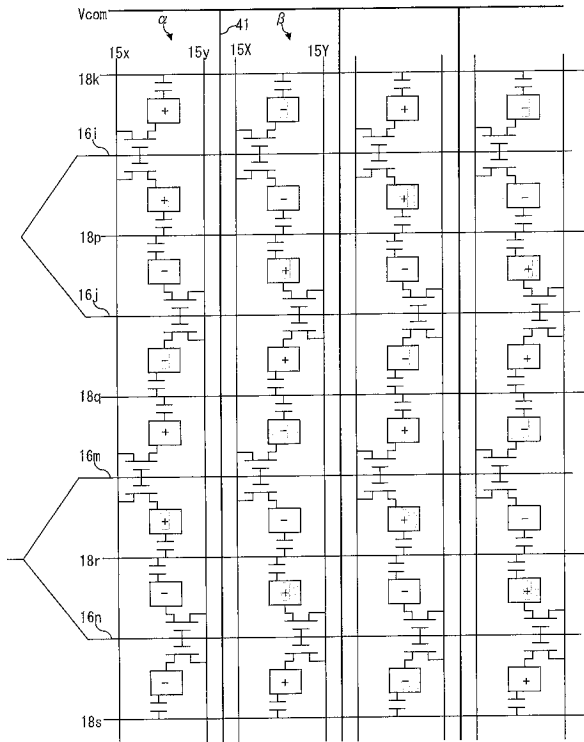 Vcom
α 41 β
15x 15y 15X 15Y
18k
+ - + -
16i
+ - + -
18p
- + - +
16j
- + - +
18q
+ - + -
16m
+ - + -
18r
- + - +
16n
- + - +
18s